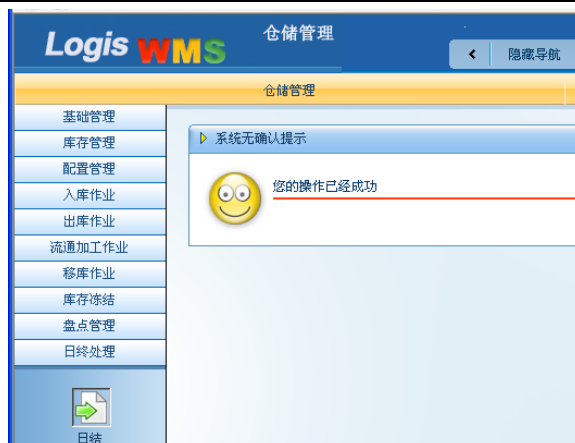 Logis WMS
仓储管理
隐藏导航
仓储管理
基础管理
库存管理
配置管理
入库作业
出库作业
流通加工作业
移库作业
库存冻结
盘点管理
日终处理
日结
系统无确认提示
您的操作已经成功